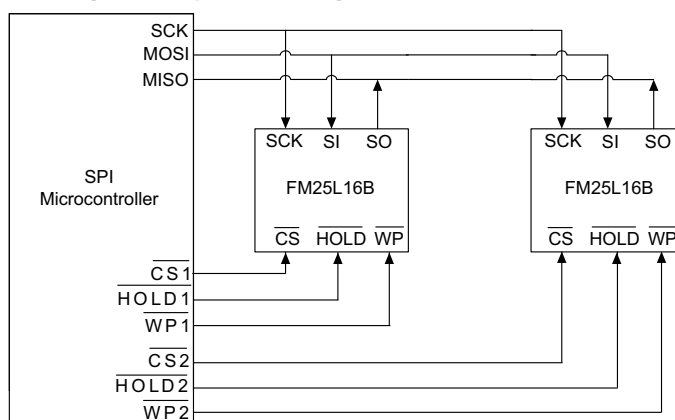 SCK
MOSI
MISO
SCK SI SO
FM25L16B
CS HOLD WP
SCK SI SO
FM25L16B
CS HOLD WP
SPI
Microcontroller
CS1
HOLD1
WP1
CS2
HOLD2
WP2